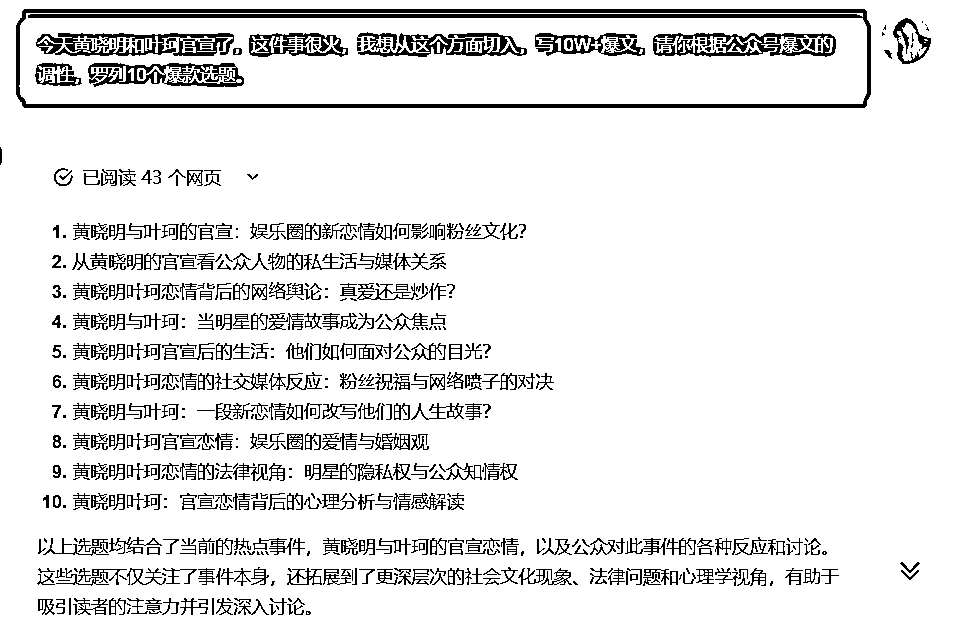 今天黄晓明和叶珂官宣了，这件事很火，我想从这个方面切入，写10W+爆文，请你根据公众号爆文的
调性，罗列10个爆款选题。
已阅读 43 个网页
1. 黄晓明与叶珂的官宣：娱乐圈的新恋情如何影响粉丝文化？
2. 从黄晓明的官宣看公众人物的私生活与媒体关系
3. 黄晓明叶珂恋情背后的网络舆论：真爱还是炒作？
4. 黄晓明与叶珂：当明星的爱情故事成为公众焦点
5. 黄晓明叶珂官宣后的生活：他们如何面对公众的目光？
6. 黄晓明叶珂恋情的社交媒体反应：粉丝祝福与网络喷子的对决
7. 黄晓明与叶珂：一段新恋情如何改写他们的人生故事？
8. 黄晓明叶珂官宣恋情：娱乐圈的爱情与婚姻观
9. 黄晓明叶珂恋情的法律视角：明星的隐私权与公众知情权
10. 黄晓明叶珂：官宣恋情背后的心理分析与情感解读
以上选题均结合了当前的热点事件，黄晓明与叶珂的官宣恋情，以及公众对此事件的各种反应和讨论。
这些选题不仅关注了事件本身，还拓展到了更深层次的社会文化现象、法律问题和心理学视角，有助于
吸引读者的注意力并引发深入讨论。